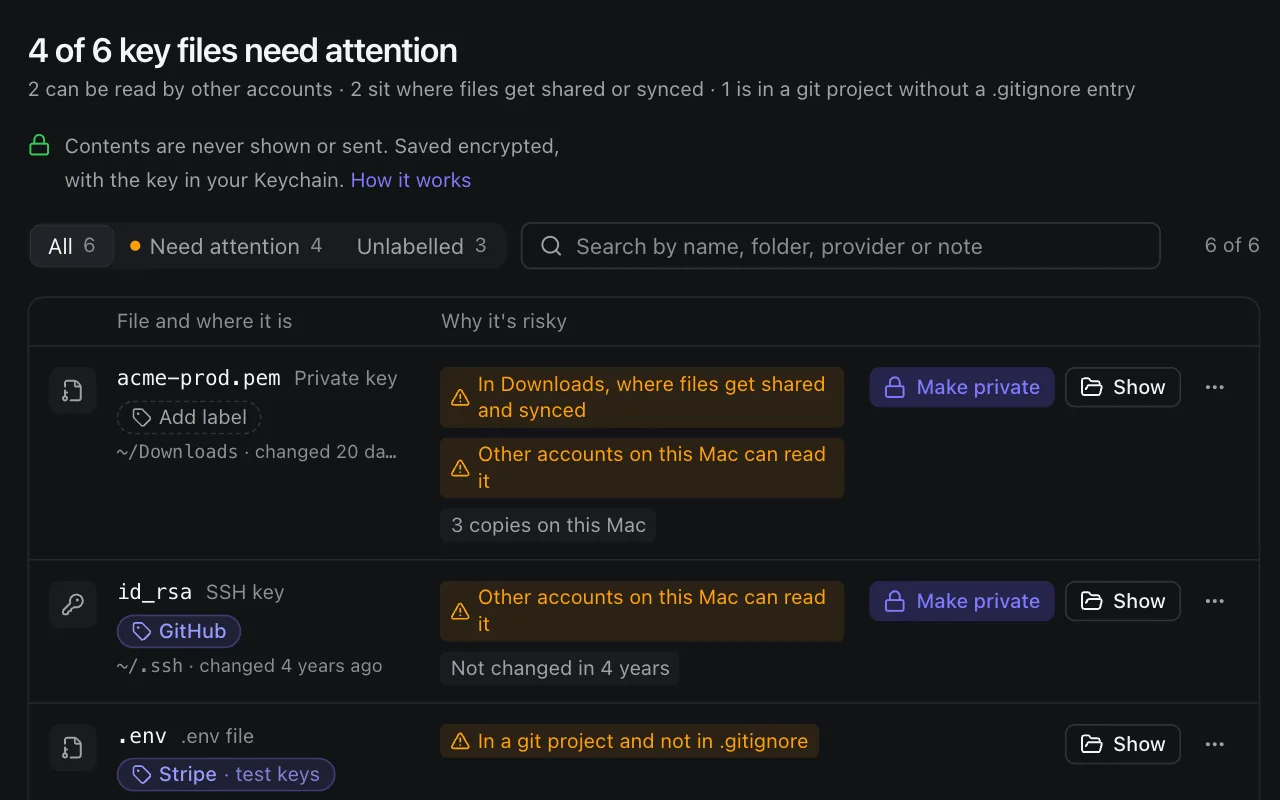 4 of 6 key files need attention
2 can be read by other accounts · 2 sit where files get shared or synced · 1 is in a git project without a .gitignore entry
Contents are never shown or sent. Saved encrypted,
with the key in your Keychain. How it works
All 6 Need attention 4 Unlabelled 3 Search by name, folder, provider or note 6 of 6
File and where it is Why it's risky
acme-prod.pem Private key
Add label
~/Downloads · changed 20 da…
In Downloads, where files get shared
and synced
Other accounts on this Mac can read
it
3 copies on this Mac
Make private Show
id_rsa SSH key
GitHub
~/.ssh · changed 4 years ago
Other accounts on this Mac can read
it
Not changed in 4 years
Make private Show
.env .env file
Stripe · test keys
In a git project and not in .gitignore
Show